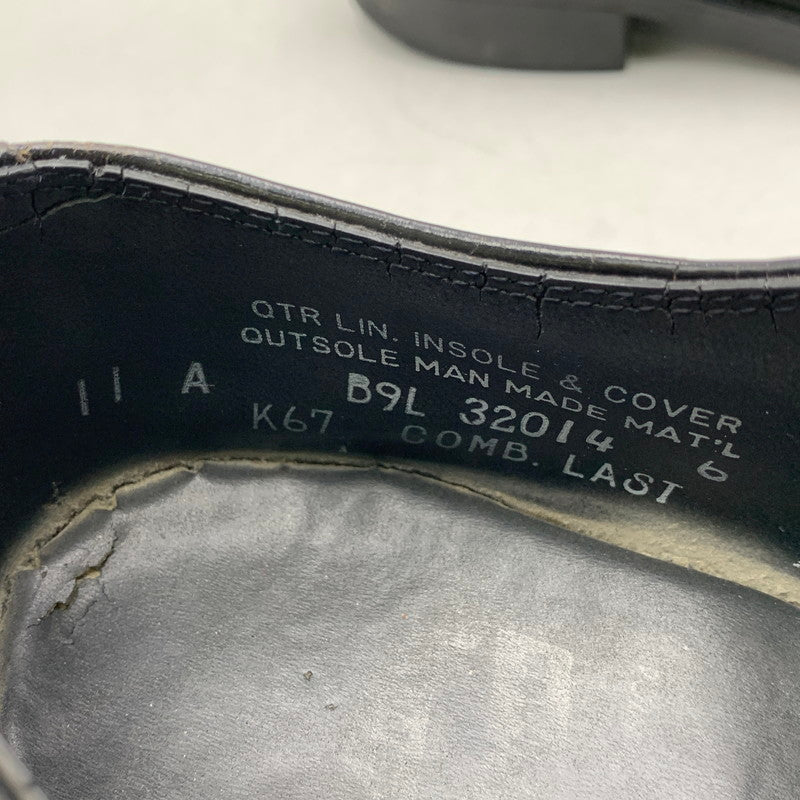 QTR LIN. INSOLE & COVER
OUTSOLE MAN MADE MAT'L
11 A B9L 32014 6
K67 COMB. LAST